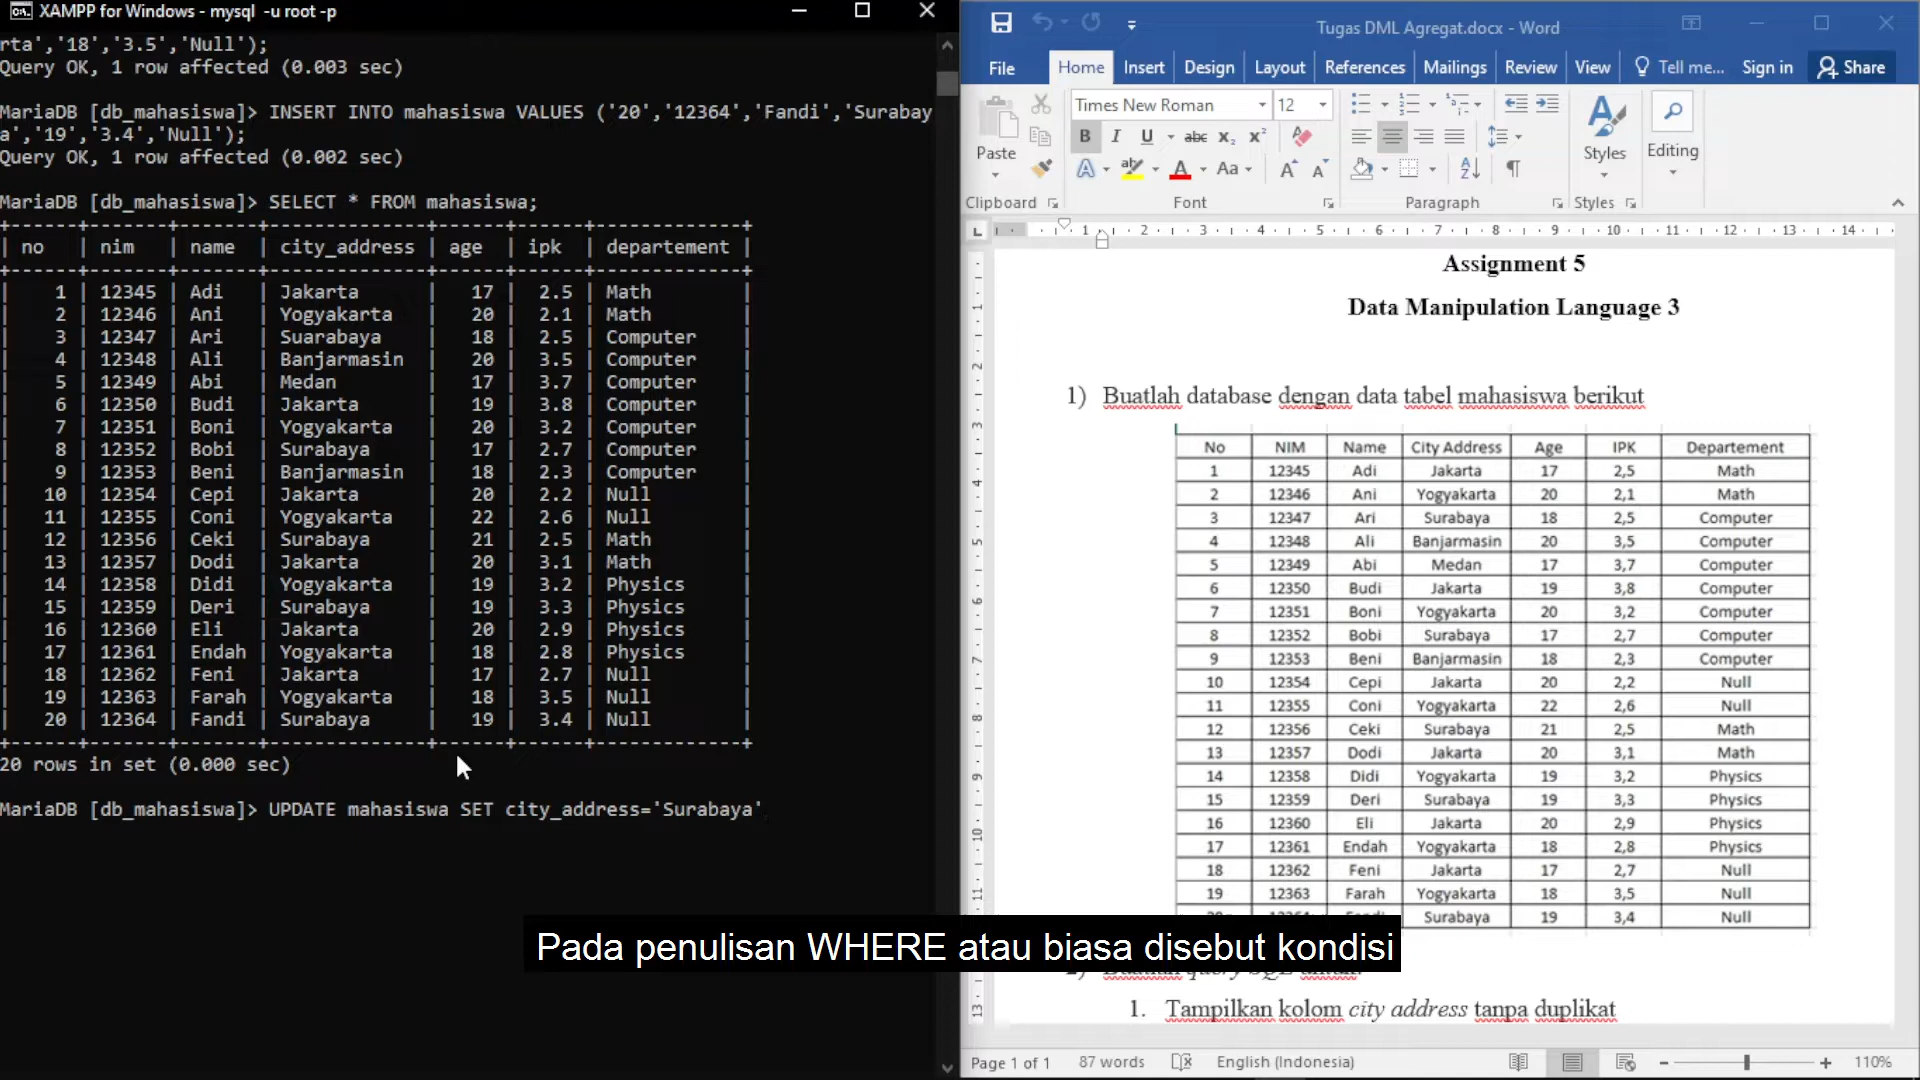 XAMPP for Windows - mysql -u root -p
rta','18','3.5','Null');
Query OK, 1 row affected (0.003 sec)
MariaDB [db_mahasiswa]> INSERT INTO mahasiswa VALUES ('20','12364','Fandi','Surabay
a','19','3.4','Null');
Query OK, 1 row affected (0.002 sec)
MariaDB [db_mahasiswa]> SELECT * FROM mahasiswa;
| no | nim | name | city_address | age | ipk | departement |
| 1 | 12345 | Adi | Jakarta | 17 | 2.5 | Math |
| 2 | 12346 | Ani | Yogyakarta | 20 | 2.1 | Math |
| 3 | 12347 | Ari | Suarabaya | 18 | 2.5 | Computer |
| 4 | 12348 | Ali | Banjarmasin | 20 | 3.5 | Computer |
| 5 | 12349 | Abi | Medan | 17 | 3.7 | Computer |
| 6 | 12350 | Budi | Jakarta | 19 | 3.8 | Computer |
| 7 | 12351 | Boni | Yogyakarta | 20 | 3.2 | Computer |
| 8 | 12352 | Bobi | Surabaya | 17 | 2.7 | Computer |
| 9 | 12353 | Beni | Banjarmasin | 18 | 2.3 | Computer |
| 10 | 12354 | Cepi | Jakarta | 20 | 2.2 | Null |
| 11 | 12355 | Coni | Yogyakarta | 22 | 2.6 | Null |
| 12 | 12356 | Ceki | Surabaya | 21 | 2.5 | Math |
| 13 | 12357 | Dodi | Jakarta | 20 | 3.1 | Math |
| 14 | 12358 | Didi | Yogyakarta | 19 | 3.2 | Physics |
| 15 | 12359 | Deri | Surabaya | 19 | 3.3 | Physics |
| 16 | 12360 | Eli | Jakarta | 20 | 2.9 | Physics |
| 17 | 12361 | Endah | Yogyakarta | 18 | 2.8 | Physics |
| 18 | 12362 | Feni | Jakarta | 17 | 2.7 | Null |
| 19 | 12363 | Farah | Yogyakarta | 18 | 3.5 | Null |
| 20 | 12364 | Fandi | Surabaya | 19 | 3.4 | Null |
20 rows in set (0.000 sec)
MariaDB [db_mahasiswa]> UPDATE mahasiswa SET city_address='Surabaya'
Tugas DML Agregat.docx - Word
File Home Insert Design Layout References Mailings Review View Tell me... Sign in Share
Times New Roman 12
Paste Styles Editing
Clipboard Font Paragraph Styles
Assignment 5
Data Manipulation Language 3
1) Buatlah database dengan data tabel mahasiswa berikut
No NIM Name City Address Age IPK Departement
1 12345 Adi Jakarta 17 2,5 Math
2 12346 Ani Yogyakarta 20 2,1 Math
3 12347 Ari Surabaya 18 2,5 Computer
4 12348 Ali Banjarmasin 20 3,5 Computer
5 12349 Abi Medan 17 3,7 Computer
6 12350 Budi Jakarta 19 3,8 Computer
7 12351 Boni Yogyakarta 20 3,2 Computer
8 12352 Bobi Surabaya 17 2,7 Computer
9 12353 Beni Banjarmasin 18 2,3 Computer
10 12354 Cepi Jakarta 20 2,2 Null
11 12355 Coni Yogyakarta 22 2,6 Null
12 12356 Ceki Surabaya 21 2,5 Math
13 12357 Dodi Jakarta 20 3,1 Math
14 12358 Didi Yogyakarta 19 3,2 Physics
15 12359 Deri Surabaya 19 3,3 Physics
16 12360 Eli Jakarta 20 2,9 Physics
17 12361 Endah Yogyakarta 18 2,8 Physics
18 12362 Feni Jakarta 17 2,7 Null
19 12363 Farah Yogyakarta 18 3,5 Null
Surabaya 19 3,4 Null
Pada penulisan WHERE atau biasa disebut kondisi
1. Tampilkan kolom city address tanpa duplikat
Page 1 of 1 87 words English (Indonesia) 110%